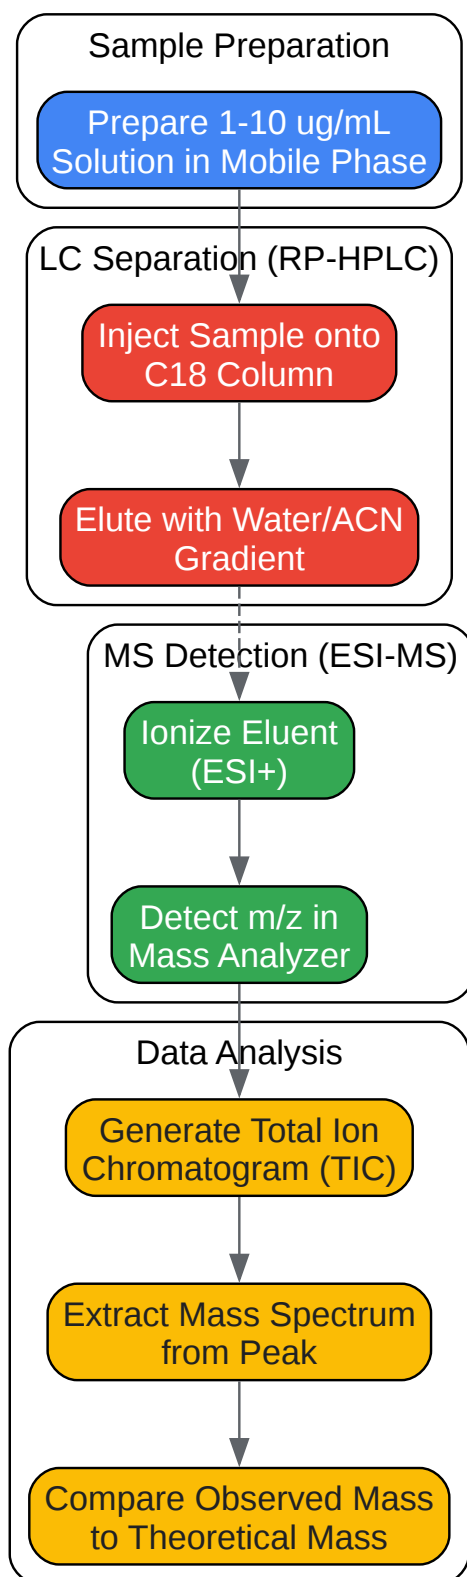 Sample Preparation
Prepare 1-10 ug/mL
Solution in Mobile Phase
LC Separation (RP-HPLC)
Inject Sample onto
C18 Column
Elute with Water/ACN
Gradient
MS Detection (ESI-MS)
Ionize Eluent
(ESI+)
Detect m/z in
Mass Analyzer
Data Analysis
Generate Total Ion
Chromatogram (TIC)
Extract Mass Spectrum
from Peak
Compare Observed Mass
to Theoretical Mass